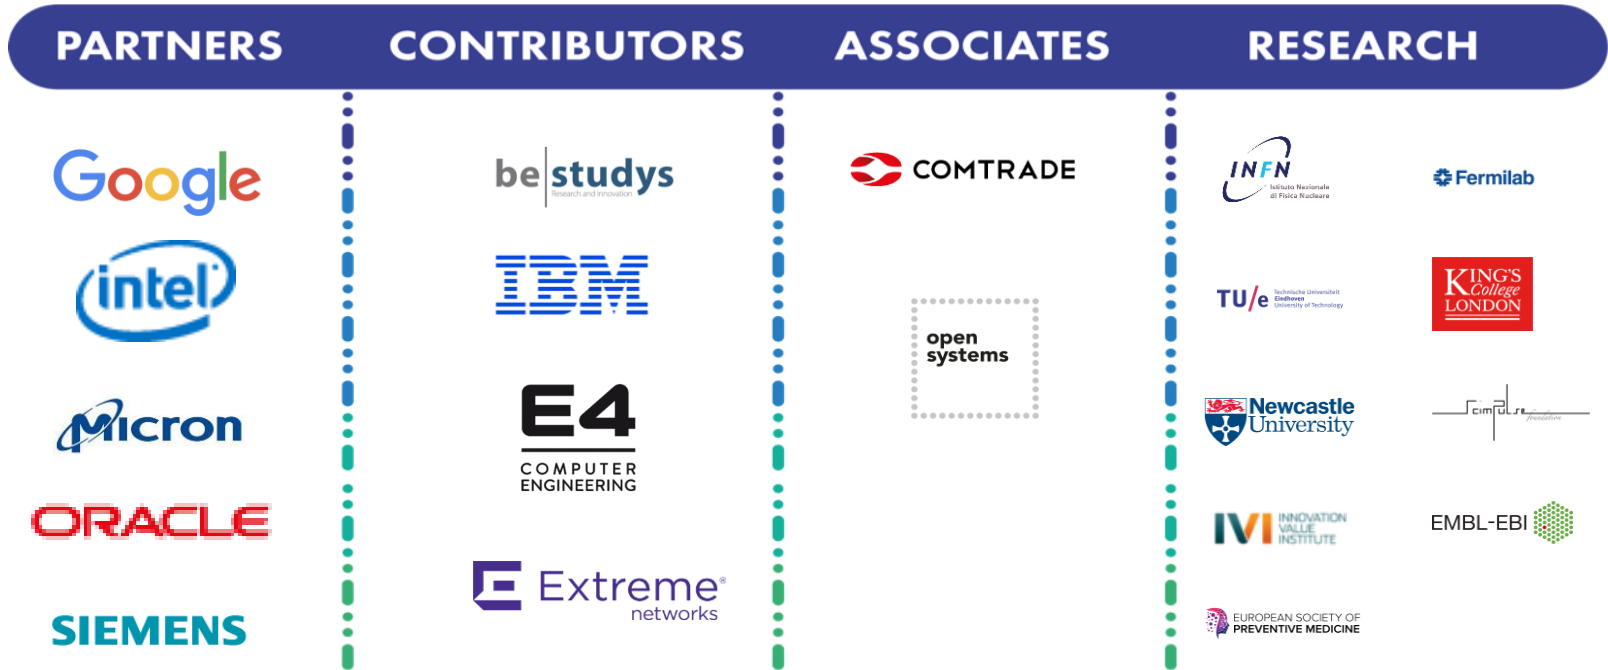 PARTNERS
CONTRIBUTORS
ASSOCIATES
RESEARCH
Google
intel
Micron
ORACLE
SIEMENS
be studys
Research and Innovation
IBM
E4
COMPUTER
ENGINEERING
Extreme®
networks
COMTRADE
open
systems
INFN
Istituto Nazionale
di Fisica Nucleare
Fermilab
TU/e
Technische Universiteit
Eindhoven
University of Technology
KING'S
College
LONDON
Newcastle
University
scimpulse
foundation
IVI
INNOVATION
VALUE
INSTITUTE
EMBL-EBI
EUROPEAN SOCIETY OF
PREVENTIVE MEDICINE